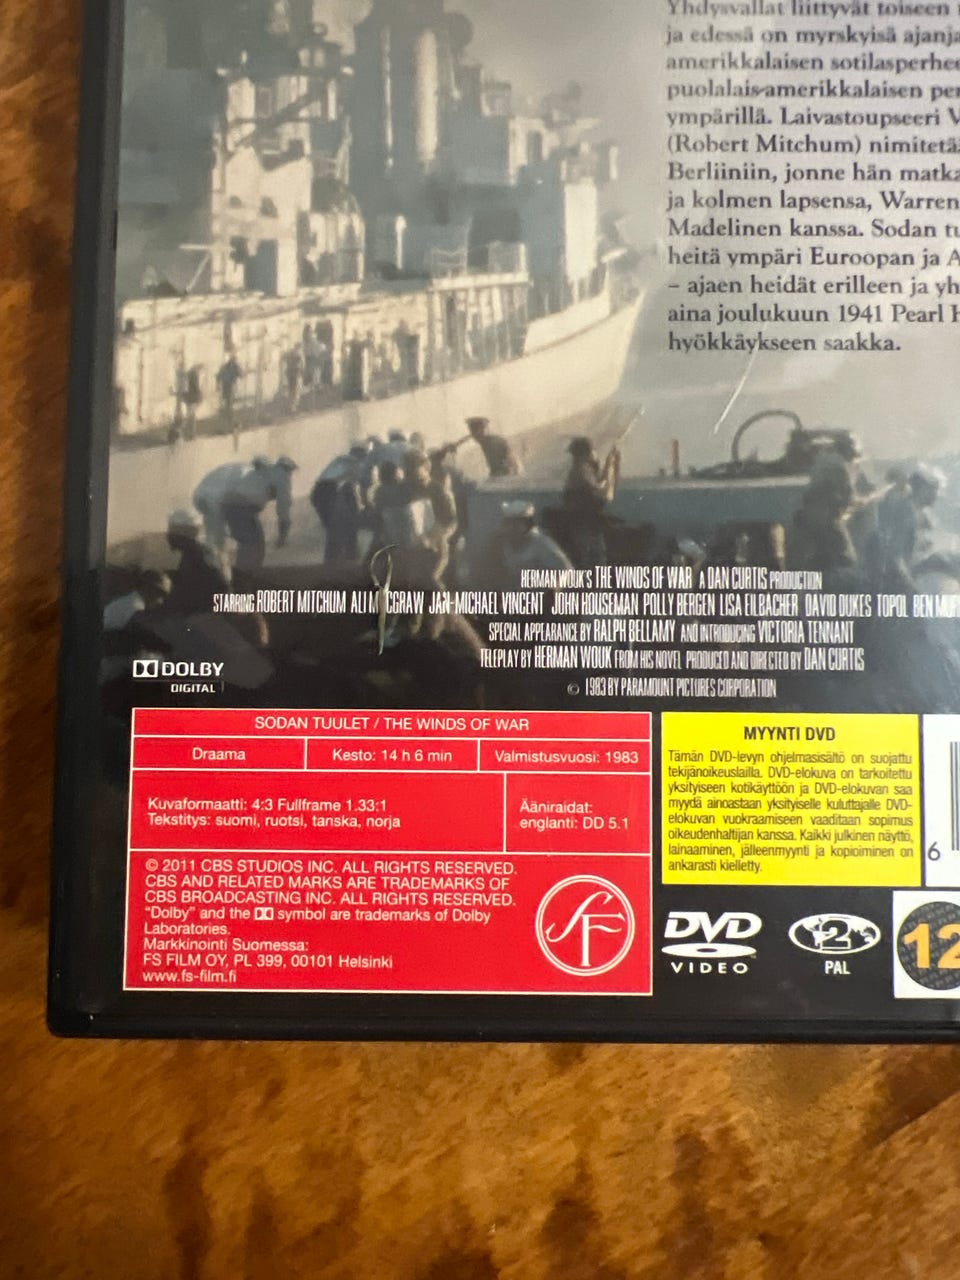 Yhdysvallat liittyvät toiseen
ja edessä on myrskyisä
amerikkalaisen
puolalais-amerikkalaisen
ympärillä. Laivastoupseeri
(Robert Mitchum)
Berliiniin, jonne hän
ja kolmen lapsensa, Warren
Madelinen kanssa. Sodan
heitä ympäri Euroopan ja
– ajaen heidät erilleen ja
aina joulukuun 1941 Pearl
hyökkäykseen saakka.
HERMAN WOUK'S THE WINDS OF WAR A DAN CURTIS PRODUCTION
STARRING ROBERT MITCHUM ALI MCGRAW JAN-MICHAEL VINCENT JOHN HOUSEMAN POLLY BERGEN LISA EILBACHER DAVID DUKES TOPOL BEN
SPECIAL APPEARANCE BY RALPH BELLAMY AND INTRODUCING VICTORIA TENNANT
TELEPLAY BY HERMAN WOUK FROM HIS NOVEL PRODUCED AND DIRECTED BY DAN CURTIS
© 1983 BY PARAMOUNT PICTURES CORPORATION
DOLBY
DIGITAL
SODAN TUULET / THE WINDS OF WAR
Draama Kesto: 14 h 6 min Valmistusvuosi: 1983
Kuvaformaatti: 4:3 Fullframe 1.33:1
Tekstitys: suomi, ruotsi, tanska, norja
Ääniraidat:
englanti: DD 5.1
© 2011 CBS STUDIOS INC. ALL RIGHTS RESERVED.
CBS AND RELATED MARKS ARE TRADEMARKS OF
CBS BROADCASTING INC. ALL RIGHTS RESERVED.
"Dolby" and the symbol are trademarks of Dolby
Laboratories.
Markkinointi Suomessa:
FS FILM OY, PL 399, 00101 Helsinki
www.fs-film.fi
SF
MYYNTI DVD
Tämän DVD-levyn ohjelmasisältö on suojattu
tekijänoikeuslailla. DVD-elokuva on tarkoitettu
yksityiseen kotikäyttöön ja DVD-elokuvan saa
myydä ainoastaan yksityiselle kuluttajalle DVD-
elokuvan vuokraamiseen vaaditaan sopimus
oikeudenhaltijan kanssa. Kaikki julkinen näyttö,
lainaaminen, jälleenmyynti ja kopioiminen on
ankarasti kielletty.
6
DVD
VIDEO
2
PAL
12